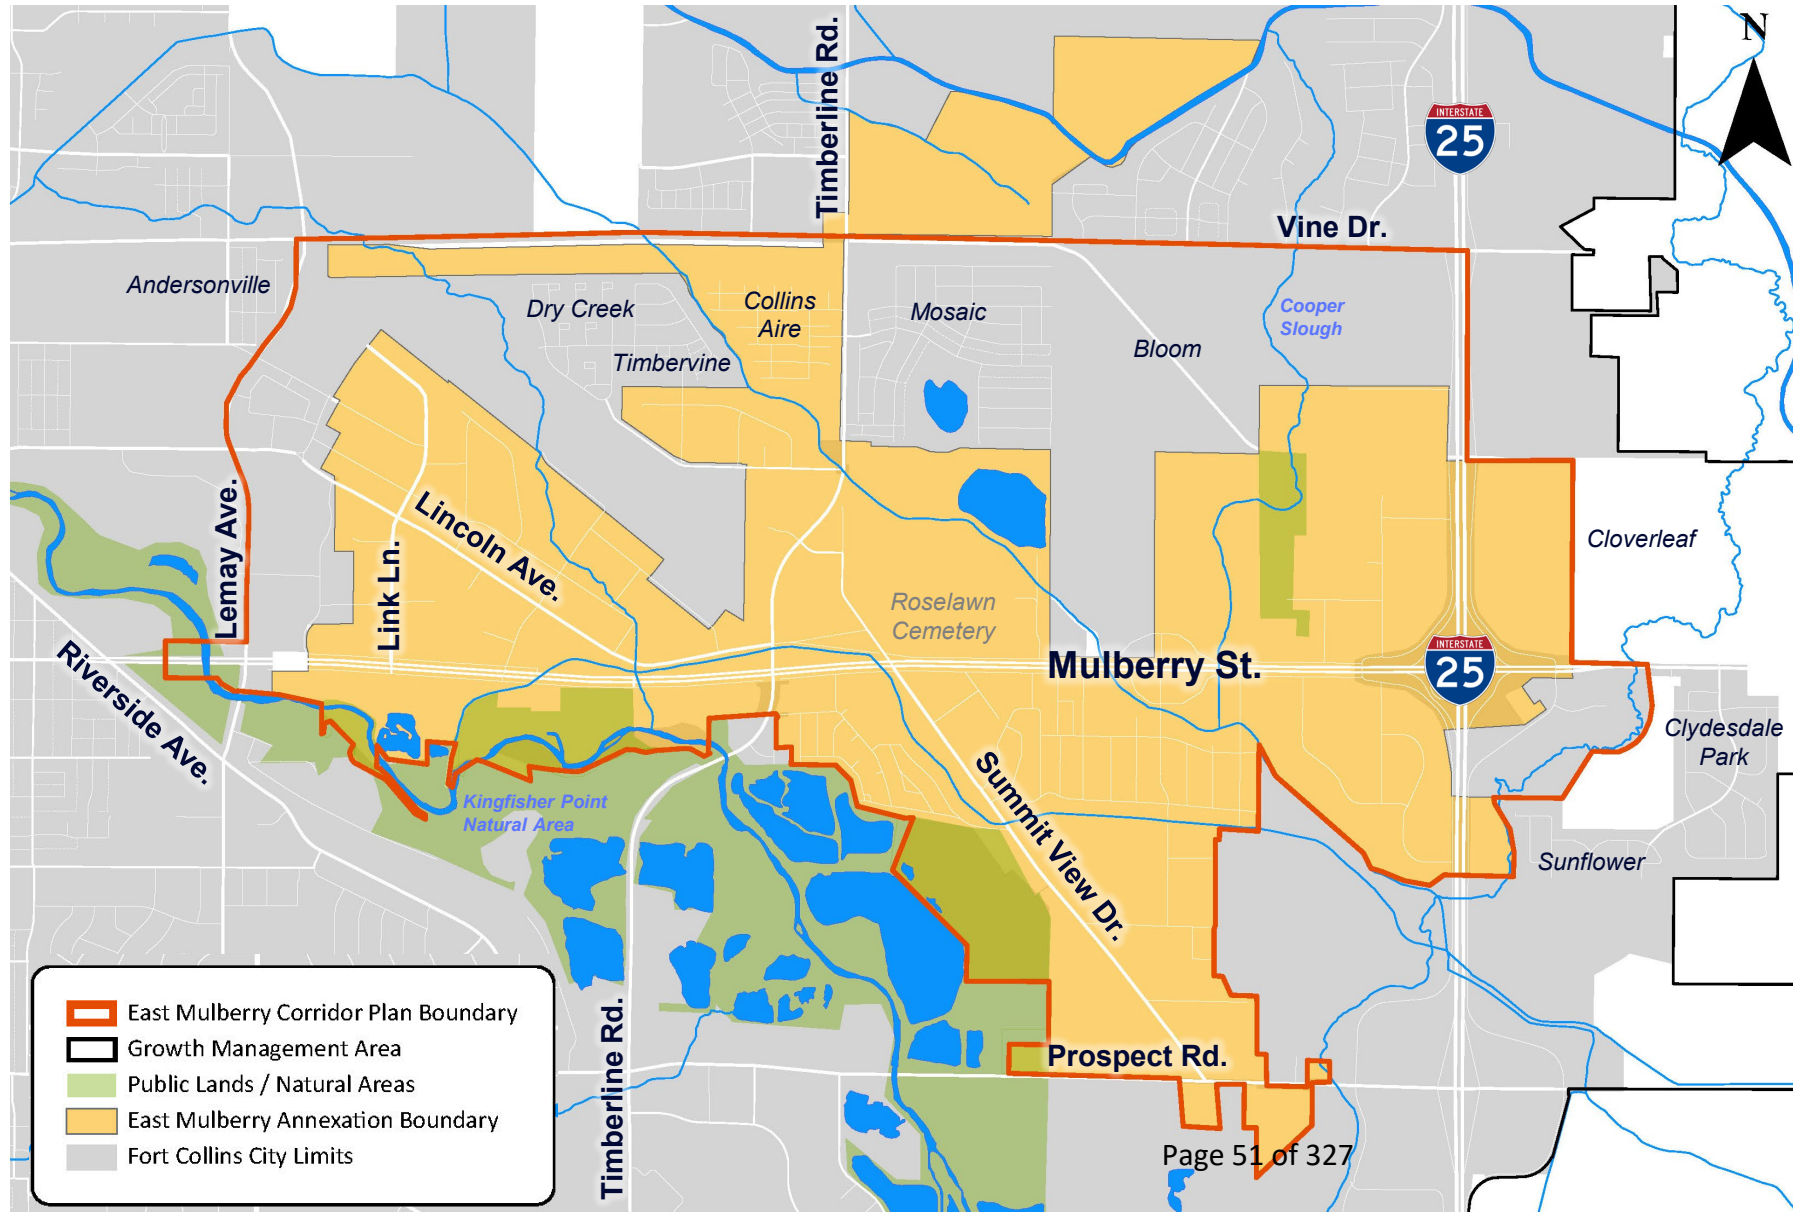 N
Timberline Rd.
INTERSTATE
25
Vine Dr.
Andersonville
Dry Creek
Collins
Aire
Mosaic
Cooper
Slough
Timbervine
Bloom
Lemay Ave.
Link Ln.
Lincoln Ave.
Cloverleaf
Roselawn
Cemetery
Mulberry St.
INTERSTATE
25
Riverside Ave.
Clydesdale
Park
Kingfisher Point
Natural Area
Summit View Dr.
Sunflower
Timberline Rd.
Prospect Rd.
East Mulberry Corridor Plan Boundary
Growth Management Area
Public Lands / Natural Areas
East Mulberry Annexation Boundary
Fort Collins City Limits
Page 51 of 327